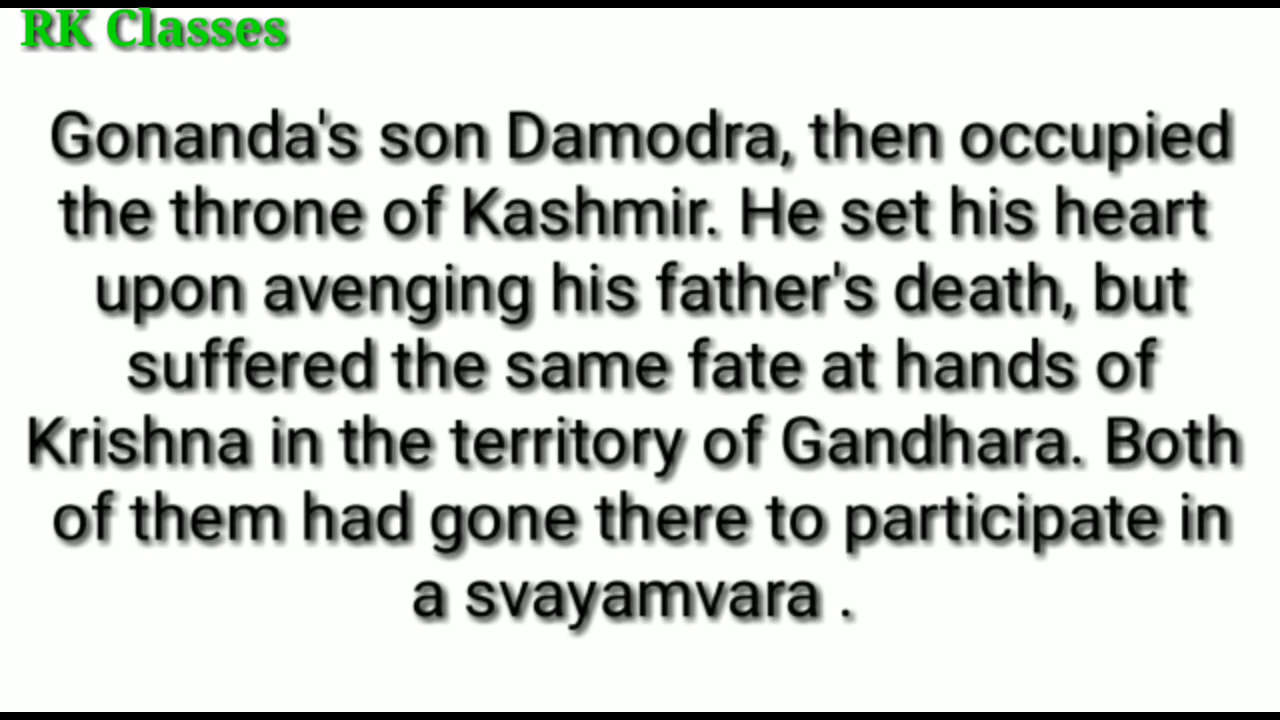 RK Classes
Gonanda's son Damodra, then occupied
the throne of Kashmir. He set his heart
upon avenging his father's death, but
suffered the same fate at hands of
Krishna in the territory of Gandhara. Both
of them had gone there to participate in
a svayamvara .